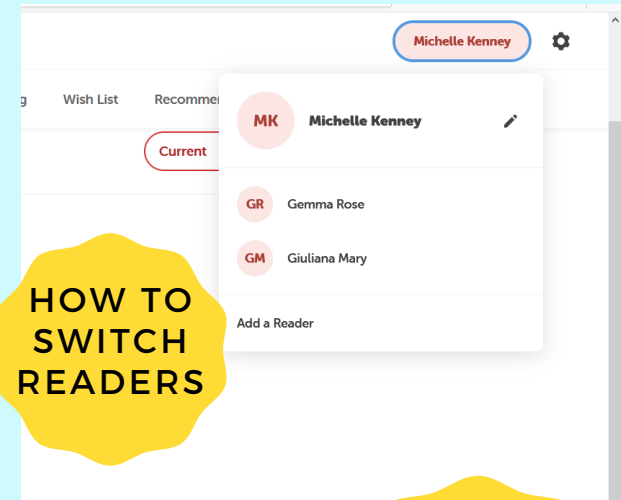 Michelle Kenney
g Wish List Recomme
MK Michelle Kenney
Current
GR Gemma Rose
GM Giuliana Mary
Add a Reader
HOW TO
SWITCH
READERS